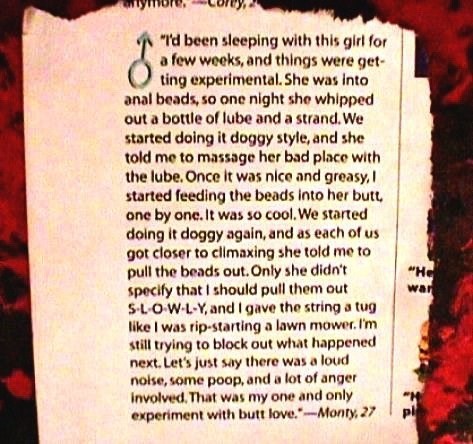 anymore." —Corey, 2
"I'd been sleeping with this girl for
a few weeks, and things were get-
ting experimental. She was into
anal beads, so one night she whipped
out a bottle of lube and a strand. We
started doing it doggy style, and she
told me to massage her bad place with
the lube. Once it was nice and greasy, I
started feeding the beads into her butt,
one by one. It was so cool. We started
doing it doggy again, and as each of us
got closer to climaxing she told me to
pull the beads out. Only she didn't
specify that I should pull them out
S-L-O-W-L-Y, and I gave the string a tug
like I was rip-starting a lawn mower. I'm
still trying to block out what happened
next. Let's just say there was a loud
noise, some poop, and a lot of anger
involved. That was my one and only
experiment with butt love."—Monty, 27
"He
war
"H
pl